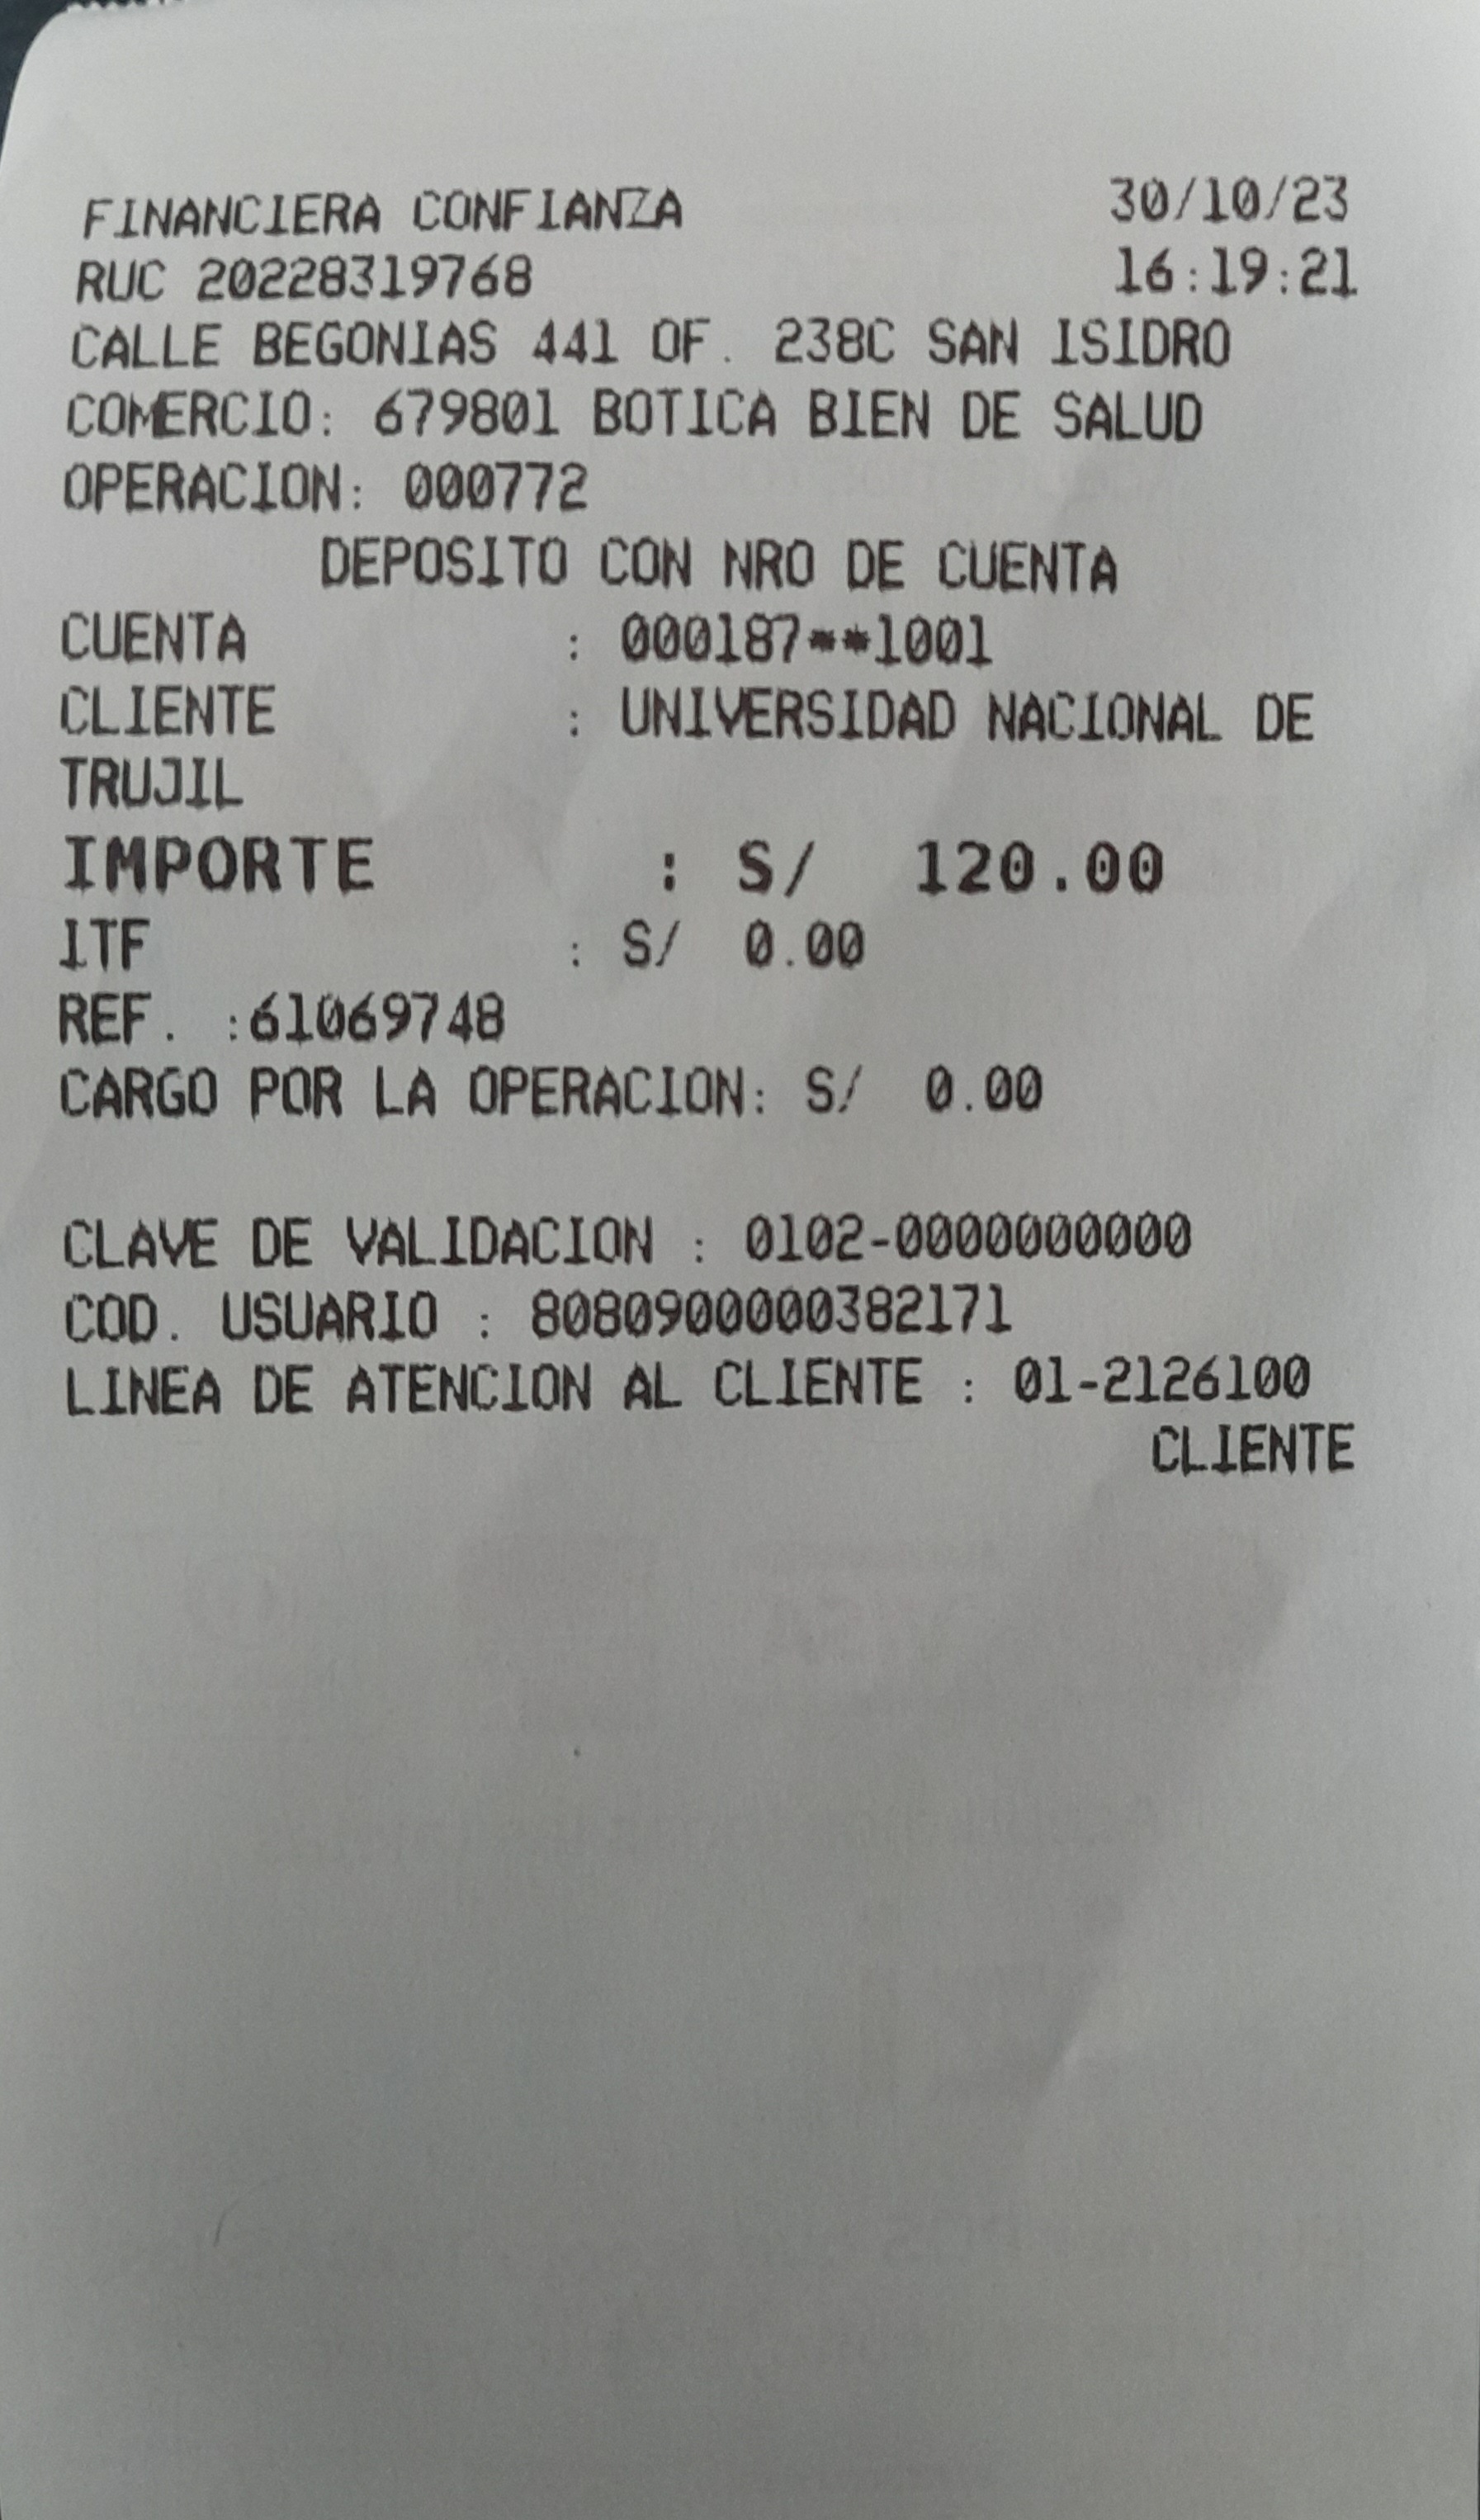 FINANCIERA CONFIANZA 30/10/23
RUC 20228319768 16:19:21
CALLE BEGONIAS 441 OF. 238C SAN ISIDRO
COMERCIO: 679801 BOTICA BIEN DE SALUD
OPERACION: 000772
DEPOSITO CON NRO DE CUENTA
CUENTA : 000187**1001
CLIENTE : UNIVERSIDAD NACIONAL DE
TRUJIL
IMPORTE : S/ 120.00
ITF : S/ 0.00
REF. :61069748
CARGO POR LA OPERACION: S/ 0.00
CLAVE DE VALIDACION : 0102-0000000000
COD. USUARIO : 8080900000382171
LINEA DE ATENCION AL CLIENTE : 01-2126100
CLIENTE